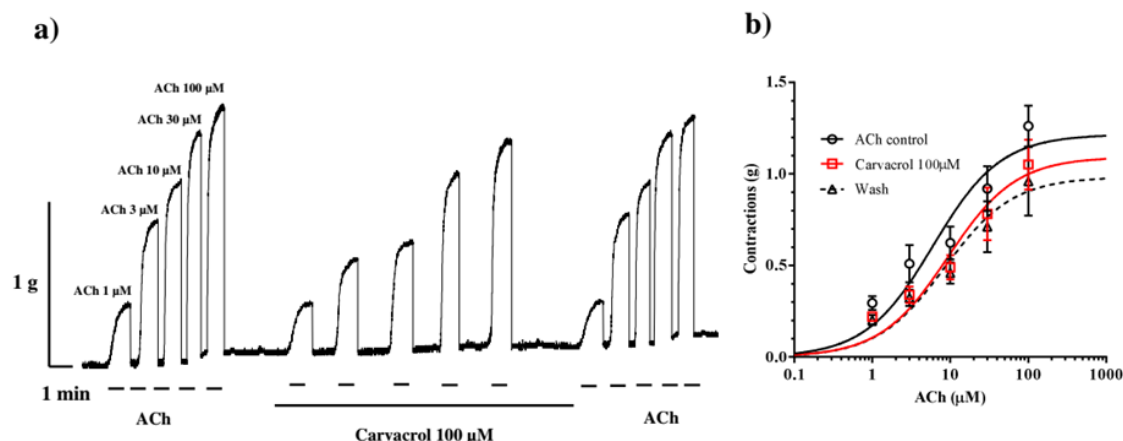 a)
ACh 100 μM
ACh 30 μM
ACh 10 μM
ACh 3 μM
ACh 1 μM
1 g
1 min
ACh
Carvacrol 100 μM
ACh
b)
1.5
1.0
0.5
0.0
Contractions (g)
ACh control
Carvacrol 100μM
Wash
0.1 1 10 100 1000
ACh (μM)